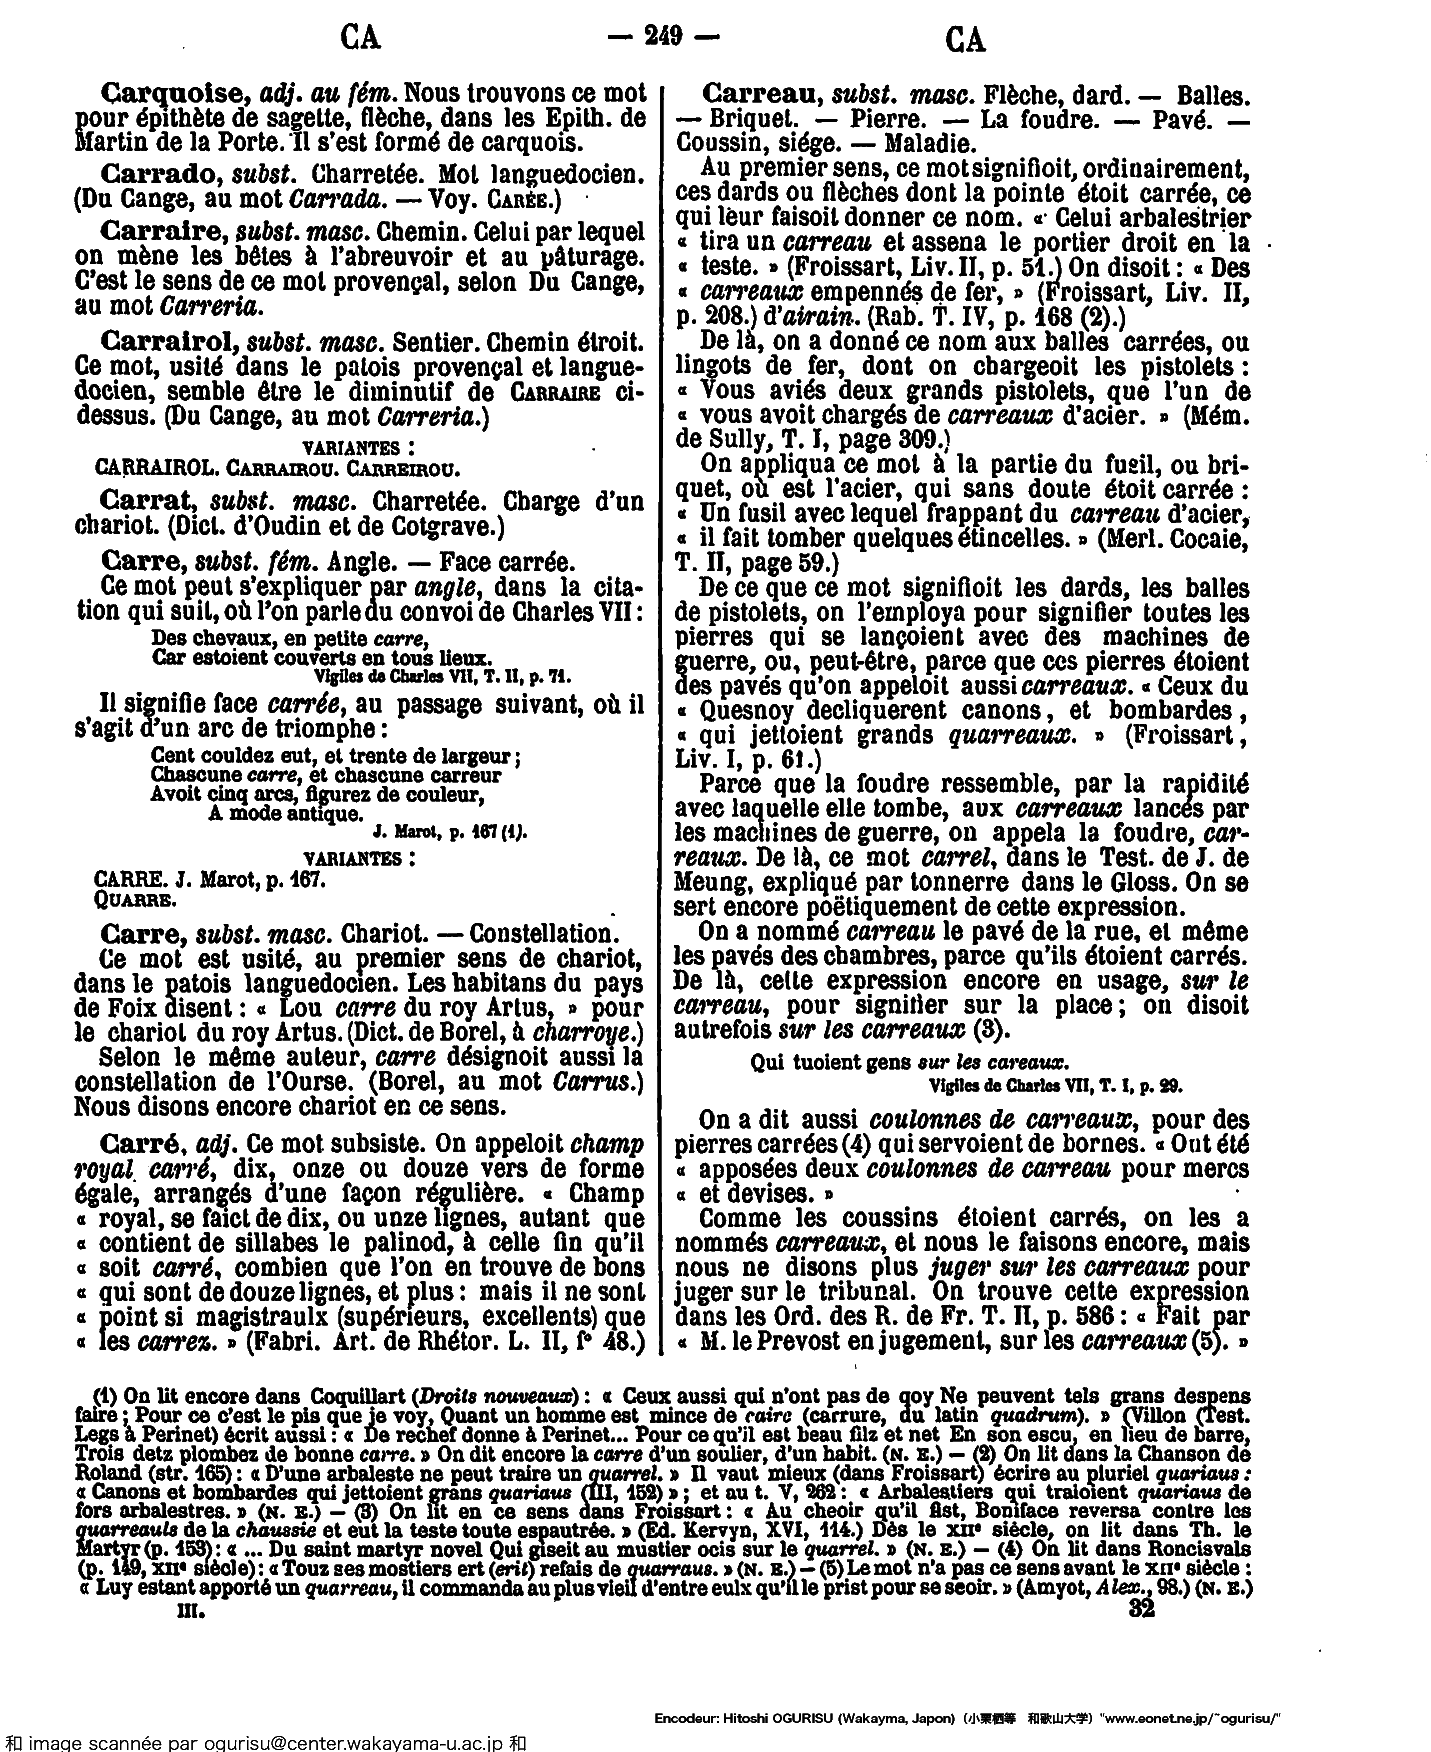 CA — 249 — CA
Carquoise, adj. au fém. Nous trouvons ce mot
pour épithète de sagette, flèche, dans les Epith. de
Martin de la Porte. Il s'est formé de carquois.
Carrado, subst. Charretée. Mot languedocien.
(Du Cange, au mot Carrada. — Voy. CARÉE.)
Carraire, subst. masc. Chemin. Celui par lequel
on mène les bêtes à l'abreuvoir et au pâturage.
C'est le sens de ce mot provençal, selon Du Cange,
au mot Carreria.
Carrairol, subst. masc. Sentier. Chemin étroit.
Ce mot, usité dans le patois provençal et langue-
docien, semble être le diminutif de CARRAIRE ci-
dessus. (Du Cange, au mot Carreria.)
VARIANTES :
CARRAIROL. CARRAIROU. CARREIROU.
Carrat, subst. masc. Charretée. Charge d'un
chariot. (Dict. d'Oudin et de Cotgrave.)
Carre, subst. fém. Angle. — Face carrée.
Ce mot peut s'expliquer par angle, dans la cita-
tion qui suit, où l'on parle du convoi de Charles VII :
Des chevaux, en petite carre,
Car estoient couverts en tous lieux.
Vigiles de Charles VII, T. II, p. 71.
Il signifie face carrée, au passage suivant, où il
s'agit d'un arc de triomphe :
Cent couldez eut, et trente de largeur ;
Chascune carre, et chascune carreur
Avoit cinq arcs, figurez de couleur,
A mode antique.
J. Marot, p. 167 (1).
VARIANTES :
CARRE. J. Marot, p. 167.
QUARRE.
Carre, subst. masc. Chariot. — Constellation.
Ce mot est usité, au premier sens de chariot,
dans le patois languedocien. Les habitans du pays
de Foix disent : « Lou carre du roy Artus, » pour
le chariot du roy Artus. (Dict. de Borel, à charroye.)
Selon le même auteur, carre désignoit aussi la
constellation de l'Ourse. (Borel, au mot Carrus.)
Nous disons encore chariot en ce sens.
Carré, adj. Ce mot subsiste. On appeloit champ
royal carré, dix, onze ou douze vers de forme
égale, arrangés d'une façon régulière. « Champ
« royal, se faict de dix, ou unze lignes, autant que
« contient de sillabes le palinod, à celle fin qu'il
« soit carré, combien que l'on en trouve de bons
« qui sont de douze lignes, et plus : mais il ne sont
« point si magistraulx (supérieurs, excellents) que
« les carrez. » (Fabri. Art. de Rhétor. L. II, f° 48.)
Carreau, subst. masc. Flèche, dard. — Balles.
— Briquet. — Pierre. — La foudre. — Pavé. —
Coussin, siége. — Maladie.
Au premier sens, ce mot signifioit, ordinairement,
ces dards ou flèches dont la pointe étoit carrée, ce
qui leur faisoit donner ce nom. « Celui arbalestrier
« tira un carreau et assena le portier droit en la
« teste. » (Froissart, Liv. II, p. 51.) On disoit : « Des
« carreaux empennés de fer, » (Froissart, Liv. II,
p. 208.) d'airain. (Rab. T. IV, p. 168 (2).)
De là, on a donné ce nom aux balles carrées, ou
lingots de fer, dont on chargeoit les pistolets :
« Vous aviés deux grands pistolets, que l'un de
« vous avoit chargés de carreaux d'acier. » (Mém.
de Sully, T. I, page 309.)
On appliqua ce mot à la partie du fusil, ou bri-
quet, où est l'acier, qui sans doute étoit carrée :
« Un fusil avec lequel frappant du carreau d'acier,
« il fait tomber quelques étincelles. » (Merl. Cocaie,
T. II, page 59.)
De ce que ce mot signifioit les dards, les balles
de pistolets, on l'employa pour signifier toutes les
pierres qui se lançoient avec des machines de
guerre, ou, peut-être, parce que ces pierres étoient
des pavés qu'on appeloit aussi carreaux. « Ceux du
« Quesnoy decliquerent canons, et bombardes,
« qui jettoient grands quarreaux. » (Froissart,
Liv. I, p. 61.)
Parce que la foudre ressemble, par la rapidité
avec laquelle elle tombe, aux carreaux lancés par
les machines de guerre, on appela la foudre, car-
reaux. De là, ce mot carrel, dans le Test. de J. de
Meung, expliqué par tonnerre dans le Gloss. On se
sert encore poëtiquement de cette expression.
On a nommé carreau le pavé de la rue, et même
les pavés des chambres, parce qu'ils étoient carrés.
De là, cette expression encore en usage, sur le
carreau, pour signifier sur la place ; on disoit
autrefois sur les carreaux (3).
Qui tuoient gens sur les careaux.
Vigiles de Charles VII, T. I, p. 29.
On a dit aussi coulonnes de carreaux, pour des
pierres carrées (4) qui servoient de bornes. « Ont été
« apposées deux coulonnes de carreau pour mercs
« et devises. »
Comme les coussins étoient carrés, on les a
nommés carreaux, et nous le faisons encore, mais
nous ne disons plus juger sur les carreaux pour
juger sur le tribunal. On trouve cette expression
dans les Ord. des R. de Fr. T. II, p. 586 : « Fait par
« M. le Prevost en jugement, sur les carreaux (5). »
(1) On lit encore dans Coquillart (Droits nouveaux) : « Ceux aussi qui n'ont pas de qoy Ne peuvent tels grans despens
faire ; Pour ce c'est le pis que je voy, Quant un homme est mince de caire (carrure, du latin quadrum). » (Villon (Test.
Legs à Perinet) écrit aussi : « De rechef donne à Perinet... Pour ce qu'il est beau filz et net En son escu, en lieu de barre,
Trois detz plombez de bonne carre. » On dit encore la carre d'un soulier, d'un habit. (N. E.) — (2) On lit dans la Chanson de
Roland (str. 165) : « D'une arbaleste ne peut traire un quarrel. » Il vaut mieux (dans Froissart) écrire au pluriel quariaus :
« Canons et bombardes qui jettoient grans quariaus (III, 152) » ; et au t. V, 262 : « Arbalestiers qui traioient quariaus de
fors arbalestres. » (N. E.) — (3) On lit en ce sens dans Froissart : « Au cheoir qu'il fist, Boniface reversa contre les
quarreauls de la chaussie et eut la teste toute espautrée. » (Ed. Kervyn, XVI, 114.) Dès le XIIe siècle, on lit dans Th. le
Martyr (p. 153) : « ... Du saint martyr novel Qui giseit au mustier ocis sur le quarrel. » (N. E.) — (4) On lit dans Roncisvals
(p. 149, XIIe siècle) : « Touz ses mostiers ert (erit) refais de quarraus. » (N. E.) — (5) Le mot n'a pas ce sens avant le XIIe siècle :
« Luy estant apporté un quarreau, il commanda au plus vieil d'entre eulx qu'il le prist pour se seoir. » (Amyot, Alex., 98.) (N. E.)
III. 32
Encodeur: Hitoshi OGURISU (Wakayma, Japon) (小栗栖等 和歌山大学) "www.eonet.ne.jp/~ogurisu/"
和 image scannée par ogurisu@center.wakayama-u.ac.jp 和